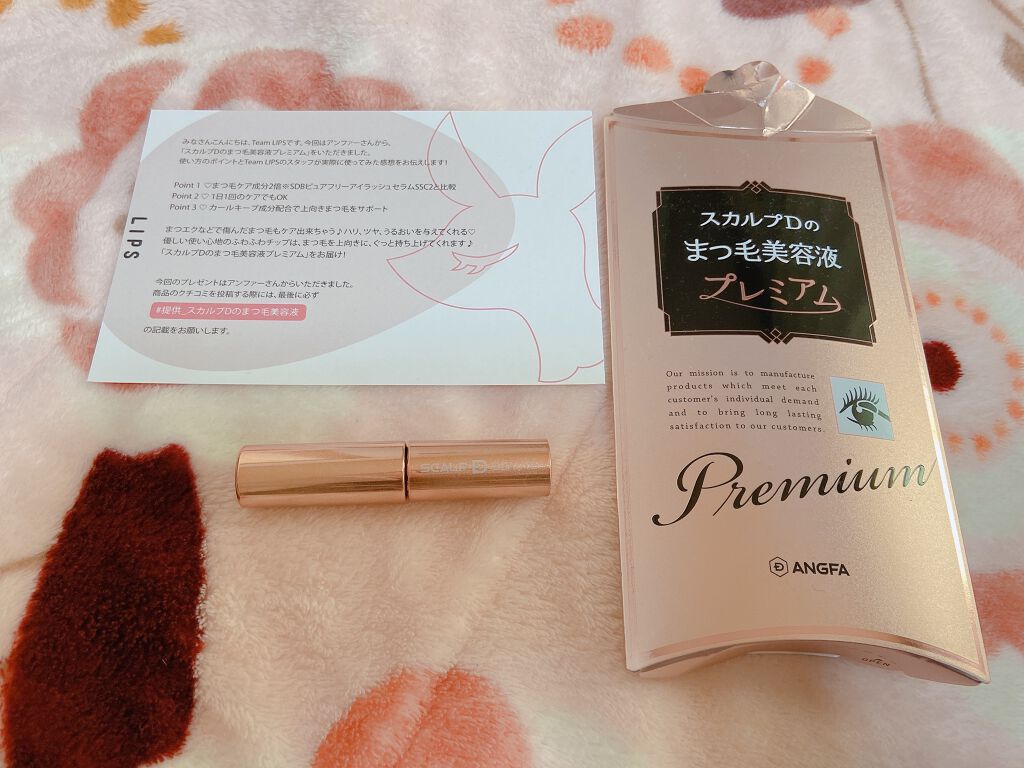 みなさんこんにちは、Team LIPSです。今回はアンファーさんから、
「スカルプDのまつ毛美容液プレミアム」をいただきました。
使い方のポイントとTeam LIPSのスタッフが実際に使ってみた感想をお伝えします!
Point 1 ♡まつ毛ケア成分2倍※SDBピュアフリーアイラッシュセラムSSC2と比較
Point 2 ♡ 1日1回のケアでもOK
Point 3 ♡ カールキープ成分配合で上向きまつ毛をサポート
まつエクなどで傷んだまつ毛もケア出来ちゃう♪ハリ、ツヤ、うるおいを与えてくれる♡
優しい使い心地のふわふわチップは、まつ毛を上向きに、ぐっと持ち上げてくれます♪
「スカルプDのまつ毛美容液プレミアム」をお届け!
今回のプレゼントはアンファーさんからいただきました。
商品のクチコミを投稿する際には、最後に必ず
#提供_スカルプDのまつ毛美容液
の記載をお願いします。
LIPS
SCALP D
スカルプDの
まつ毛美容液
プレミアム
Our mission is to manufacture
products which meet each
customer's individual demand
and to bring long lasting
satisfaction to our customers.
Premium
ANGFA
OPEN